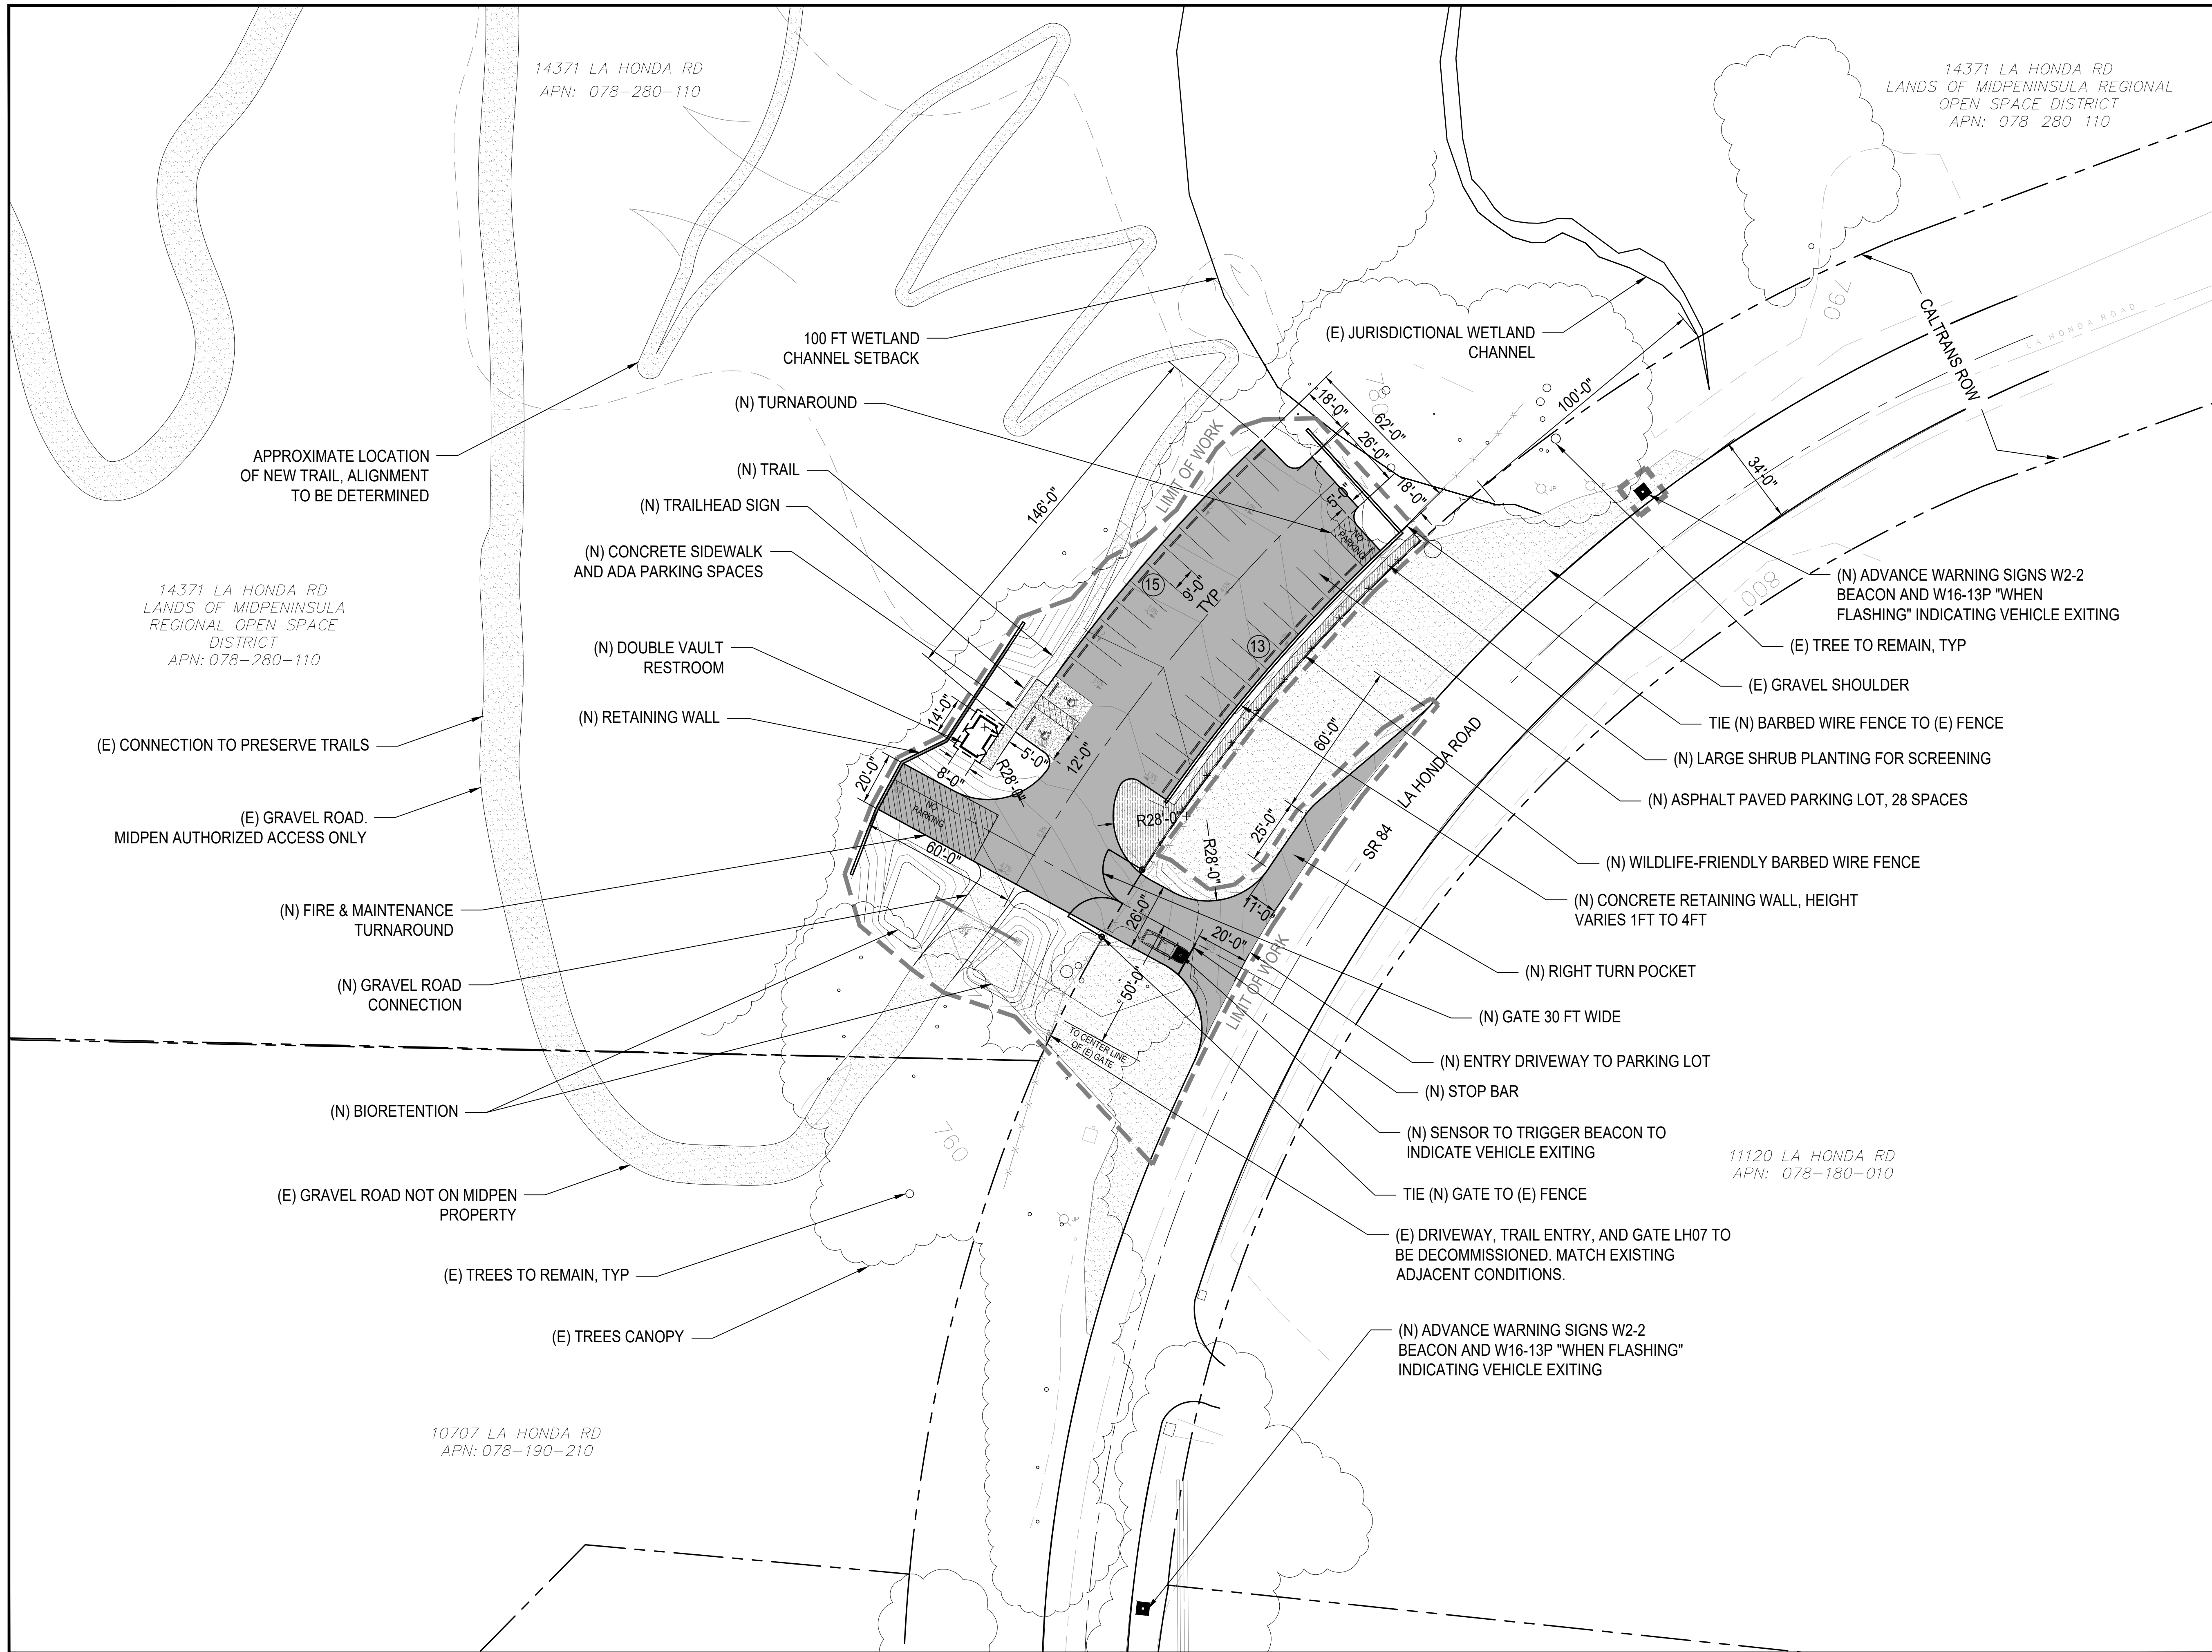 14371 LA HONDA RD
APN: 078-280-110
14371 LA HONDA RD
LANDS OF MIDPENINSULA REGIONAL
OPEN SPACE DISTRICT
APN: 078-280-110
100 FT WETLAND
CHANNEL SETBACK
(N) TURNAROUND
APPROXIMATE LOCATION
OF NEW TRAIL, ALIGNMENT
TO BE DETERMINED
(N) TRAIL
(N) TRAILHEAD SIGN
(N) CONCRETE SIDEWALK
AND ADA PARKING SPACES
14371 LA HONDA RD
LANDS OF MIDPENINSULA
REGIONAL OPEN SPACE
DISTRICT
APN: 078-280-110
(N) DOUBLE VAULT
RESTROOM
(N) RETAINING WALL
(E) CONNECTION TO PRESERVE TRAILS
(E) GRAVEL ROAD.
MIDPEN AUTHORIZED ACCESS ONLY
(N) FIRE & MAINTENANCE
TURNAROUND
(N) GRAVEL ROAD
CONNECTION
(N) BIORETENTION
(E) GRAVEL ROAD NOT ON MIDPEN
PROPERTY
(E) TREES TO REMAIN, TYP
(E) TREES CANOPY
10707 LA HONDA RD
APN: 078-190-210
(E) JURISDICTIONAL WETLAND
CHANNEL
790
780
800
760
CALTRANS ROW
LA HONDA ROAD
100'-0"
34'-0"
18'-0"
62'-0"
26'-0"
18'-0"
5'-0"
NO
PARKING
LIMIT OF WORK
146'-0"
15
9'-0"
TYP
13
14'-0"
5'-0"
12'-0"
8'-0"
R28'-0"
20'-0"
NO
PARKING
60'-0"
R28'-0"
R28'-0"
60'-0"
25'-0"
11'-0"
26'-0"
20'-0"
50'-0"
TO CENTER LINE
OF (E) GATE
LIMIT OF WORK
LA HONDA ROAD
SR 84
(N) ADVANCE WARNING SIGNS W2-2
BEACON AND W16-13P "WHEN
FLASHING" INDICATING VEHICLE EXITING
(E) TREE TO REMAIN, TYP
(E) GRAVEL SHOULDER
TIE (N) BARBED WIRE FENCE TO (E) FENCE
(N) LARGE SHRUB PLANTING FOR SCREENING
(N) ASPHALT PAVED PARKING LOT, 28 SPACES
(N) WILDLIFE-FRIENDLY BARBED WIRE FENCE
(N) CONCRETE RETAINING WALL, HEIGHT
VARIES 1FT TO 4FT
(N) RIGHT TURN POCKET
(N) GATE 30 FT WIDE
(N) ENTRY DRIVEWAY TO PARKING LOT
(N) STOP BAR
(N) SENSOR TO TRIGGER BEACON TO
INDICATE VEHICLE EXITING
TIE (N) GATE TO (E) FENCE
(E) DRIVEWAY, TRAIL ENTRY, AND GATE LH07 TO
BE DECOMMISSIONED. MATCH EXISTING
ADJACENT CONDITIONS.
(N) ADVANCE WARNING SIGNS W2-2
BEACON AND W16-13P "WHEN FLASHING"
INDICATING VEHICLE EXITING
11120 LA HONDA RD
APN: 078-180-010